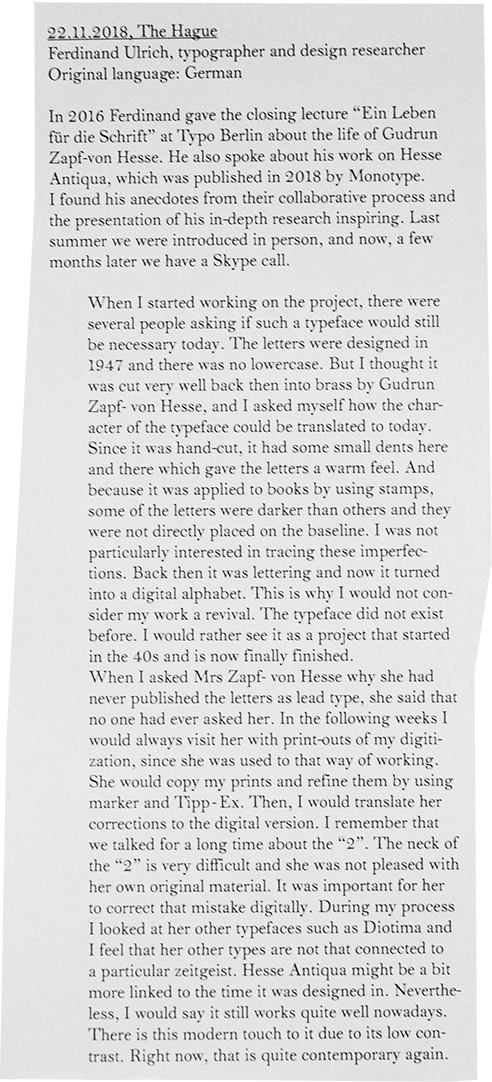 22.11.2018, The Hague
Ferdinand Ulrich, typographer and design researcher
Original language: German
In 2016 Ferdinand gave the closing lecture “Ein Leben
für die Schrift” at Typo Berlin about the life of Gudrun
Zapf-von Hesse. He also spoke about his work on Hesse
Antiqua, which was published in 2018 by Monotype.
I found his anecdotes from their collaborative process and
the presentation of his in-depth research inspiring. Last
summer we were introduced in person, and now, a few
months later we have a Skype call.
When I started working on the project, there were
several people asking if such a typeface would still
be necessary today. The letters were designed in
1947 and there was no lowercase. But I thought it
was cut very well back then into brass by Gudrun
Zapf- von Hesse, and I asked myself how the char-
acter of the typeface could be translated to today.
Since it was hand-cut, it had some small dents here
and there which gave the letters a warm feel. And
because it was applied to books by using stamps,
some of the letters were darker than others and they
were not directly placed on the baseline. I was not
particularly interested in tracing these imperfec-
tions. Back then it was lettering and now it turned
into a digital alphabet. This is why I would not con-
sider my work a revival. The typeface did not exist
before. I would rather see it as a project that started
in the 40s and is now finally finished.
When I asked Mrs Zapf- von Hesse why she had
never published the letters as lead type, she said that
no one had ever asked her. In the following weeks I
would always visit her with print-outs of my digiti-
zation, since she was used to that way of working.
She would copy my prints and refine them by using
marker and Tipp-Ex. Then, I would translate her
corrections to the digital version. I remember that
we talked for a long time about the “2”. The neck of
the “2” is very difficult and she was not pleased with
her own original material. It was important for her
to correct that mistake digitally. During my process
I looked at her other typefaces such as Diotima and
I feel that her other types are not that connected to
a particular zeitgeist. Hesse Antiqua might be a bit
more linked to the time it was designed in. Neverthe-
less, I would say it still works quite well nowadays.
There is this modern touch to it due to its low con-
trast. Right now, that is quite contemporary again.